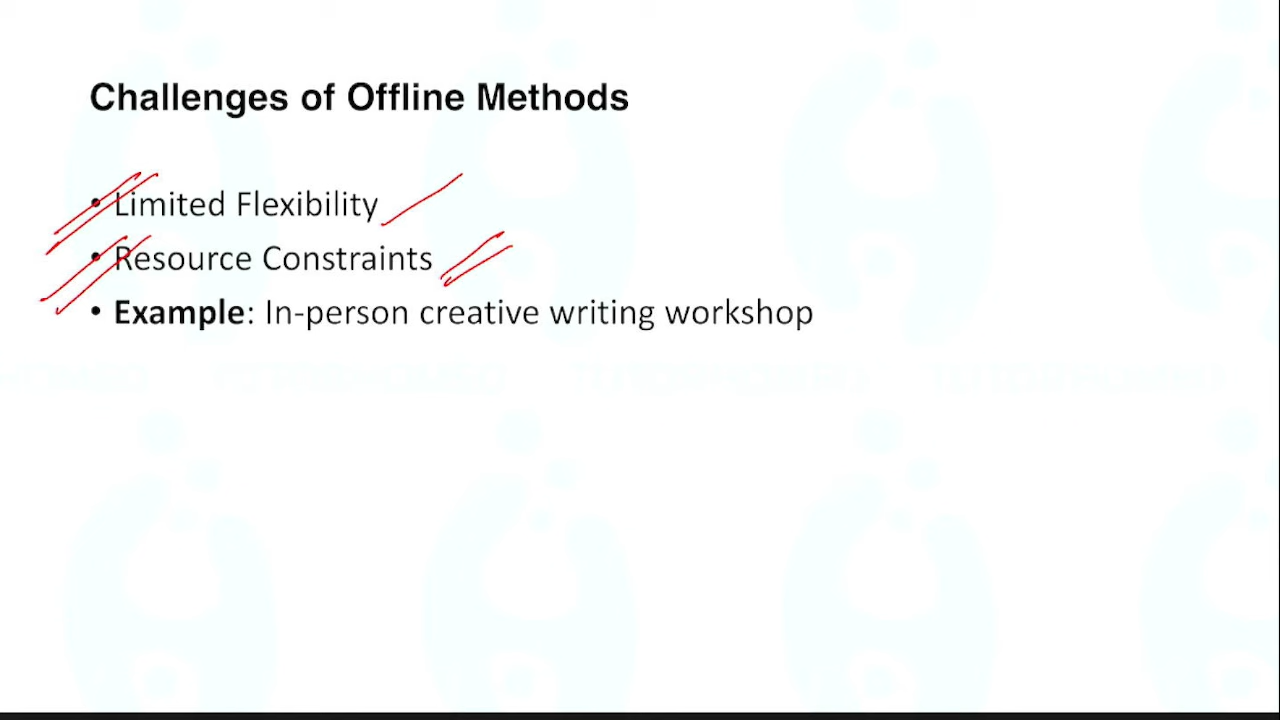 Challenges of Offline Methods
• Limited Flexibility
• Resource Constraints
• Example: In-person creative writing workshop